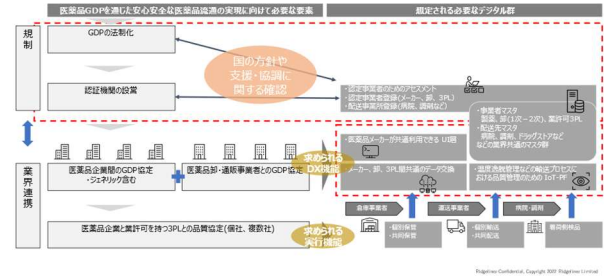 医薬品GDPを通じた安心安全な医薬品流通の実現に向けて必要な要素
想定される必要なデジタル群
規制
GDPの法制化
認証機関の設営
国の方針や
支援・協調に
関する確認
・認定事業者のためのアセスメント
・認定事業者登録(メーカー、卸、3PL)
・配送事業所登録(病院、調剤など)
・事業者マスタ
製薬、卸(1次~2次)、業許可3PL
・配送先マスタ
病院、調剤、ドラッグストアなど
などの業界共通のマスタ群
業界連携
医薬品企業間のGDP協定
・ジェネリック含む
医薬品卸・通販事業者とのGDP協定
求められる
DX機能
・医薬品メーカーが共通利用できる UI層
メーカー、卸、3PL間共通のデータ交換
・温度逸脱管理などの輸送プロセスに
おける品質管理のための IoT-PF
医薬品企業と業許可を持つ3PLとの品質協定(個社、複数社)
求められる
実行機能
倉庫事業者
運送事業者
病院・調剤
・個別保管
・共同保管
・個別輸送
・共同配送
・着荷側検品
Ridgelinez-Confidential, Copyright 2022 Ridgelinez Limited